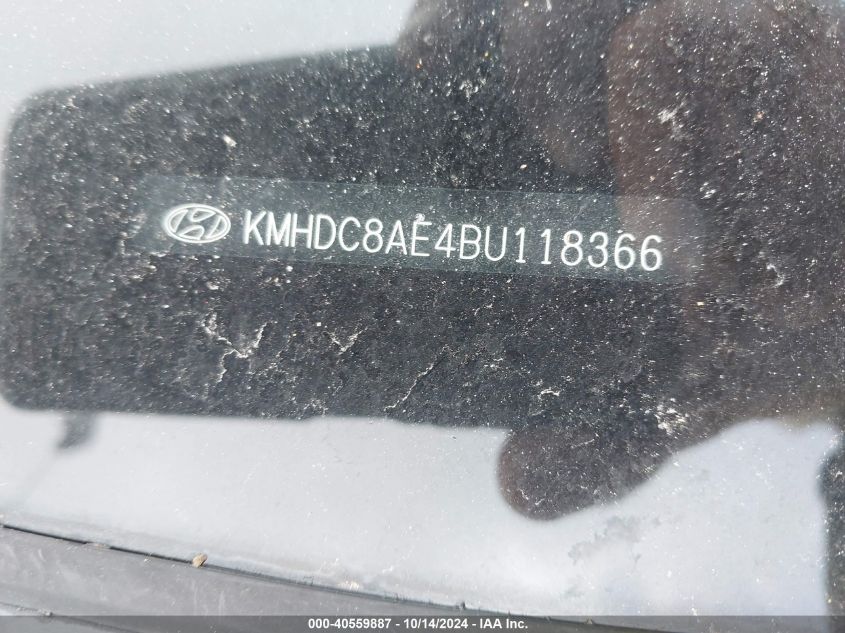 KMHDC8AE4BU118366
000-40559887 - 10/14/2024 - IAA Inc.